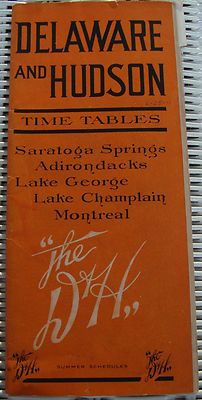 DELAWARE
AND HUDSON
TIME TABLES
Saratoga Springs
Adirondacks
Lake George
Lake Champlain
Montreal
"The
D&H"
"The
D&H"
SUMMER SCHEDULES
"The
D&H"